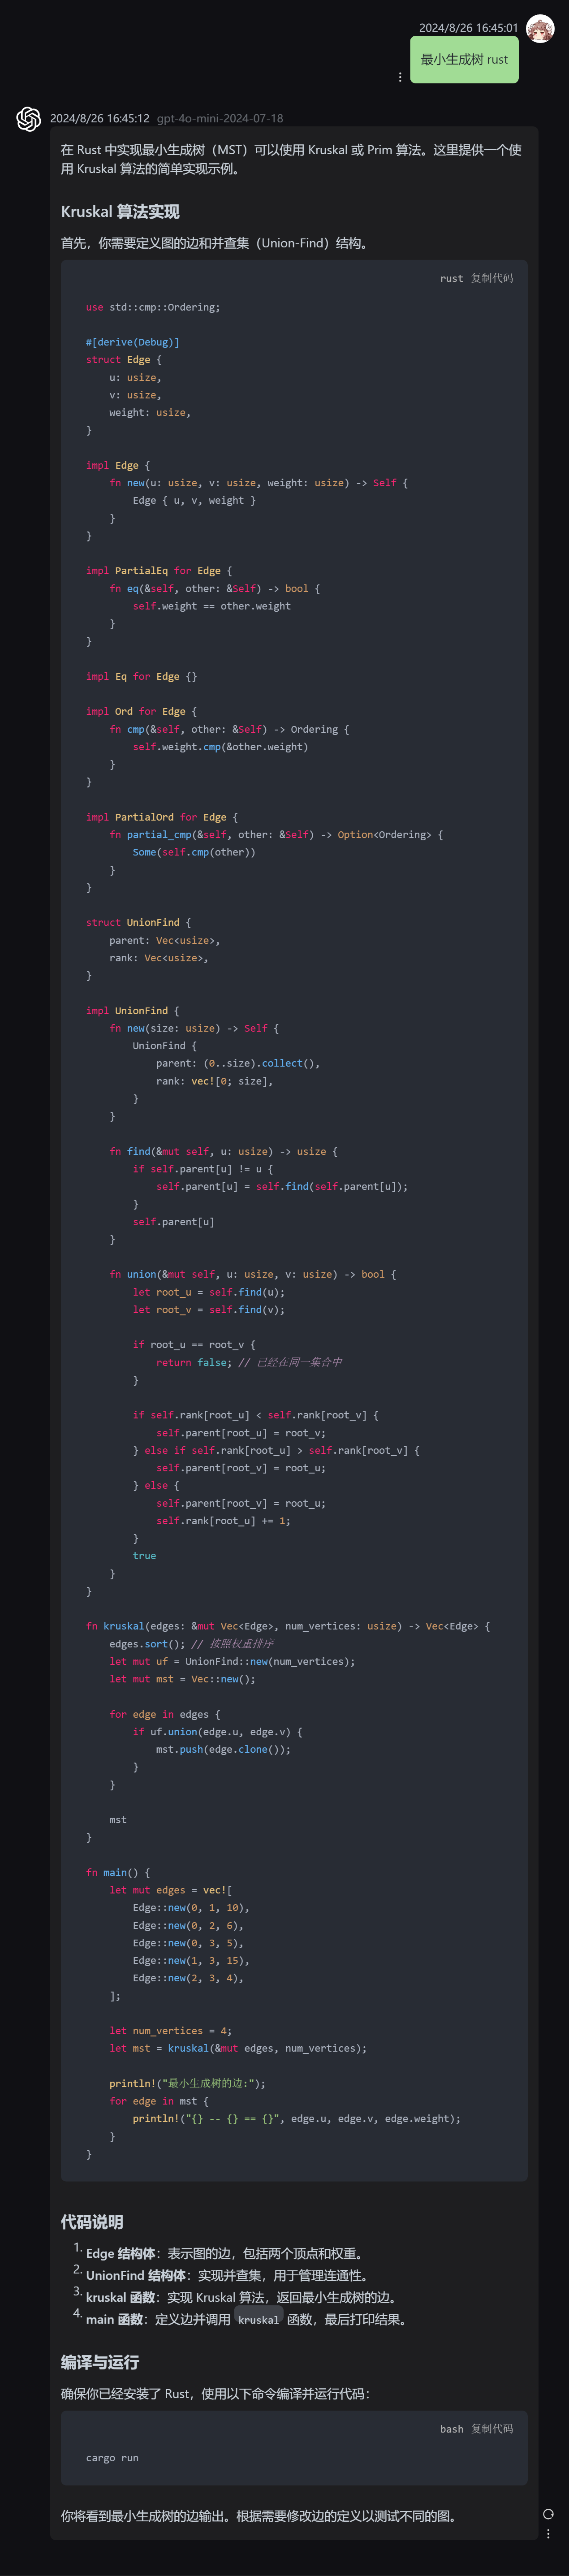 2024/8/26 16:45:01
最小生成树 rust
2024/8/26 16:45:12 gpt-4o-mini-2024-07-18
在 Rust 中实现最小生成树（MST）可以使用 Kruskal 或 Prim 算法。这里提供一个使
用 Kruskal 算法的简单实现示例。
Kruskal 算法实现
首先，你需要定义图的边和并查集（Union-Find）结构。
rust 复制代码
use std::cmp::Ordering;
#[derive(Debug)]
struct Edge {
    u: usize,
    v: usize,
    weight: usize,
}
impl Edge {
    fn new(u: usize, v: usize, weight: usize) -> Self {
        Edge { u, v, weight }
    }
}
impl PartialEq for Edge {
    fn eq(&self, other: &Self) -> bool {
        self.weight == other.weight
    }
}
impl Eq for Edge {}
impl Ord for Edge {
    fn cmp(&self, other: &Self) -> Ordering {
        self.weight.cmp(&other.weight)
    }
}
impl PartialOrd for Edge {
    fn partial_cmp(&self, other: &Self) -> Option<Ordering> {
        Some(self.cmp(other))
    }
}
struct UnionFind {
    parent: Vec<usize>,
    rank: Vec<usize>,
}
impl UnionFind {
    fn new(size: usize) -> Self {
        UnionFind {
            parent: (0..size).collect(),
            rank: vec![0; size],
        }
    }
    fn find(&mut self, u: usize) -> usize {
        if self.parent[u] != u {
            self.parent[u] = self.find(self.parent[u]);
        }
        self.parent[u]
    }
    fn union(&mut self, u: usize, v: usize) -> bool {
        let root_u = self.find(u);
        let root_v = self.find(v);
        if root_u == root_v {
            return false; // 已经在同一集合中
        }
        if self.rank[root_u] < self.rank[root_v] {
            self.parent[root_u] = root_v;
        } else if self.rank[root_u] > self.rank[root_v] {
            self.parent[root_v] = root_u;
        } else {
            self.parent[root_v] = root_u;
            self.rank[root_u] += 1;
        }
        true
    }
}
fn kruskal(edges: &mut Vec<Edge>, num_vertices: usize) -> Vec<Edge> {
    edges.sort(); // 按照权重排序
    let mut uf = UnionFind::new(num_vertices);
    let mut mst = Vec::new();
    for edge in edges {
        if uf.union(edge.u, edge.v) {
            mst.push(edge.clone());
        }
    }
    mst
}
fn main() {
    let mut edges = vec![
        Edge::new(0, 1, 10),
        Edge::new(0, 2, 6),
        Edge::new(0, 3, 5),
        Edge::new(1, 3, 15),
        Edge::new(2, 3, 4),
    ];
    let num_vertices = 4;
    let mst = kruskal(&mut edges, num_vertices);
    println!("最小生成树的边:");
    for edge in mst {
        println!("{} -- {} == {}", edge.u, edge.v, edge.weight);
    }
}
代码说明
1. Edge 结构体：表示图的边，包括两个顶点和权重。
2. UnionFind 结构体：实现并查集，用于管理连通性。
3. kruskal 函数：实现 Kruskal 算法，返回最小生成树的边。
4. main 函数：定义边并调用 kruskal 函数，最后打印结果。
编译与运行
确保你已经安装了 Rust，使用以下命令编译并运行代码：
bash 复制代码
cargo run
你将看到最小生成树的边输出。根据需要修改边的定义以测试不同的图。